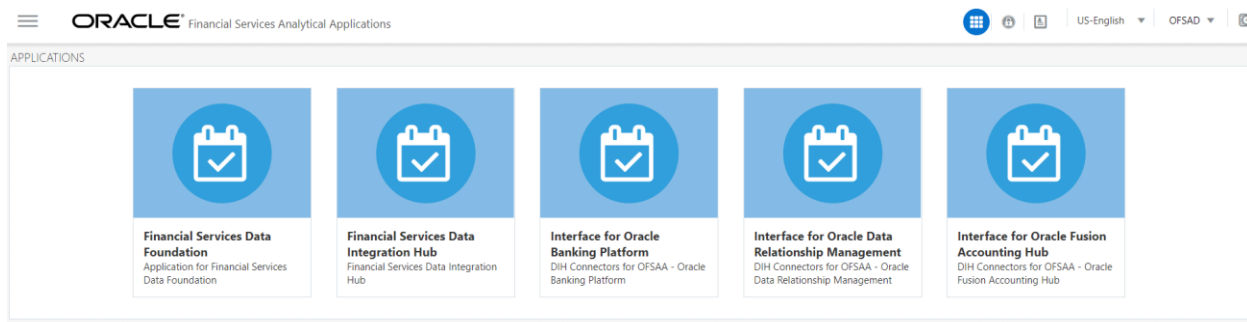 ORACLE® Financial Services Analytical Applications
US-English
OFSAD
APPLICATIONS
Financial Services Data
Foundation
Application for Financial Services
Data Foundation
Financial Services Data
Integration Hub
Financial Services Data Integration
Hub
Interface for Oracle
Banking Platform
DIH Connectors for OFSAA - Oracle
Banking Platform
Interface for Oracle Data
Relationship Management
DIH Connectors for OFSAA - Oracle
Data Relationship Management
Interface for Oracle Fusion
Accounting Hub
DIH Connectors for OFSAA - Oracle
Fusion Accounting Hub